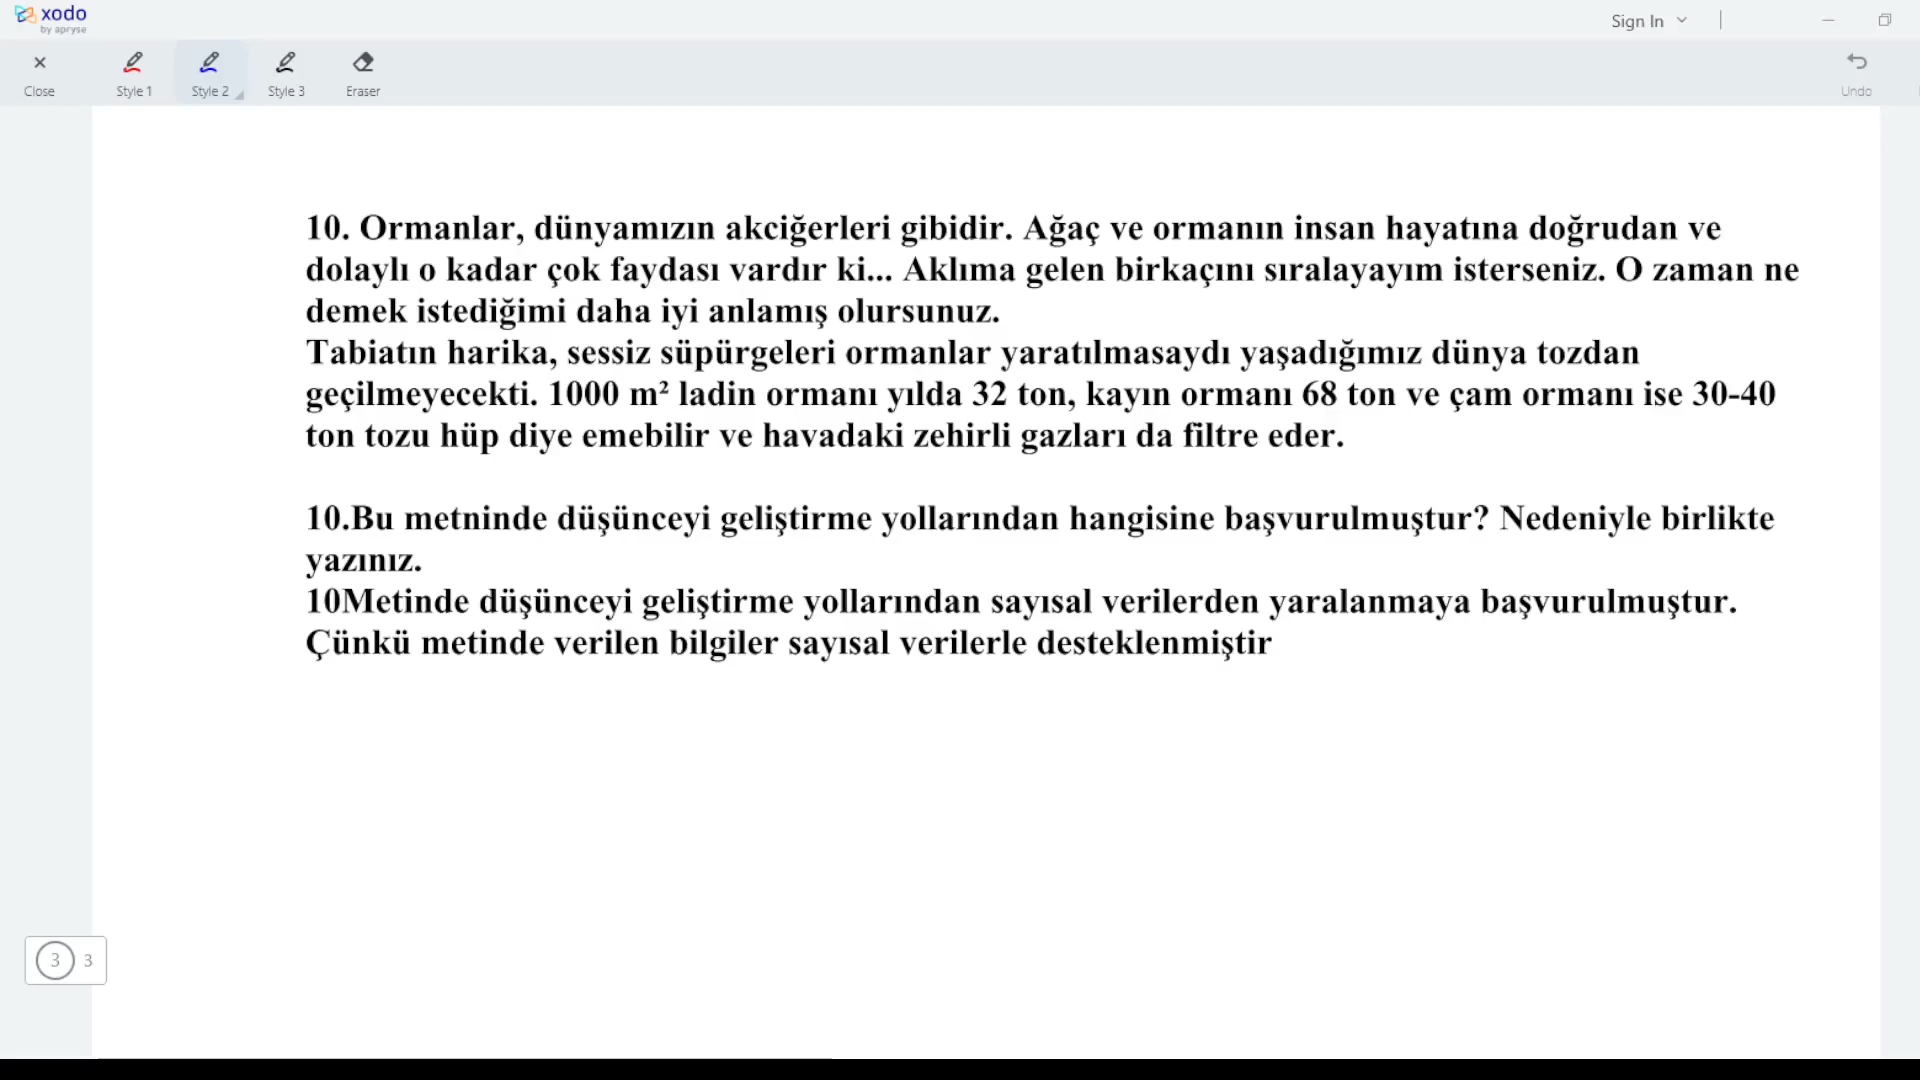 xodo
by apryse
Sign In
Close
Style 1
Style 2
Style 3
Eraser
Undo
10. Ormanlar, dünyamızın akciğerleri gibidir. Ağaç ve ormanın insan hayatına doğrudan ve
dolaylı o kadar çok faydası vardır ki... Aklıma gelen birkaçını sıralayayım isterseniz. O zaman ne
demek istediğimi daha iyi anlamış olursunuz.
Tabiatın harika, sessiz süpürgeleri ormanlar yaratılmasaydı yaşadığımız dünya tozdan
geçilmeyecekti. 1000 m² ladin ormanı yılda 32 ton, kayın ormanı 68 ton ve çam ormanı ise 30-40
ton tozu hüp diye emebilir ve havadaki zehirli gazları da filtre eder.
10.Bu metninde düşünceyi geliştirme yollarından hangisine başvurulmuştur? Nedeniyle birlikte
yazınız.
10Metinde düşünceyi geliştirme yollarından sayısal verilerden yaralanmaya başvurulmuştur.
Çünkü metinde verilen bilgiler sayısal verilerle desteklenmiştir
3 3